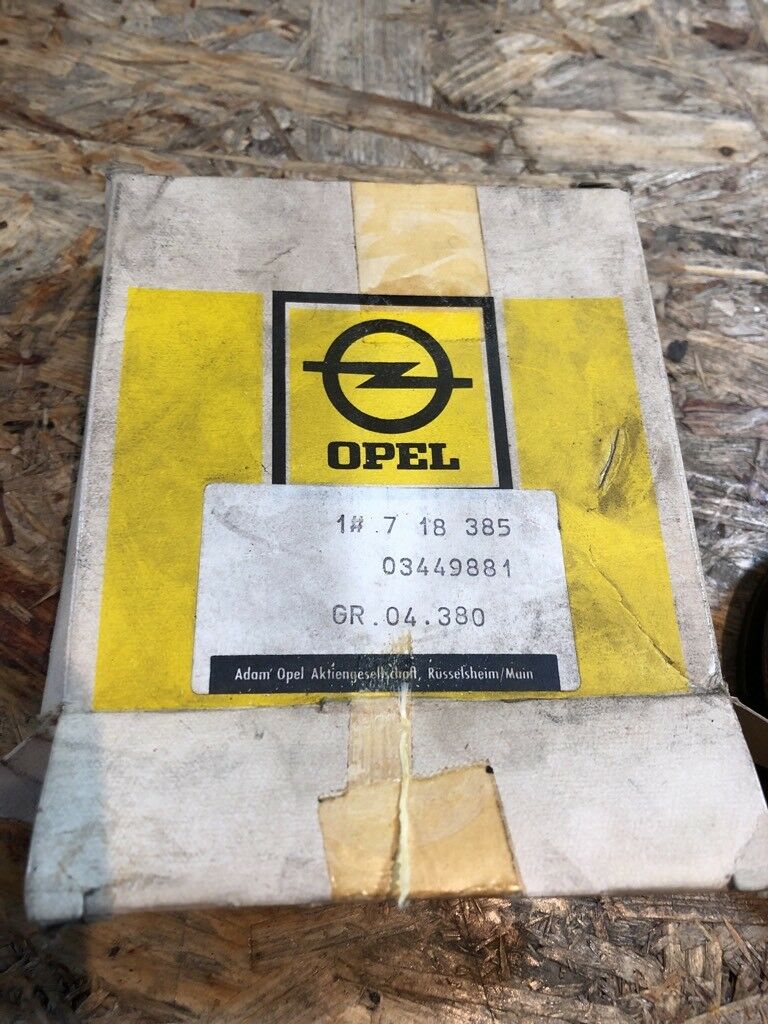 OPEL
1# 7 18 385
03449881
GR.04.380
Adam Opel Aktiengesellschaft, Rüsselsheim/Main